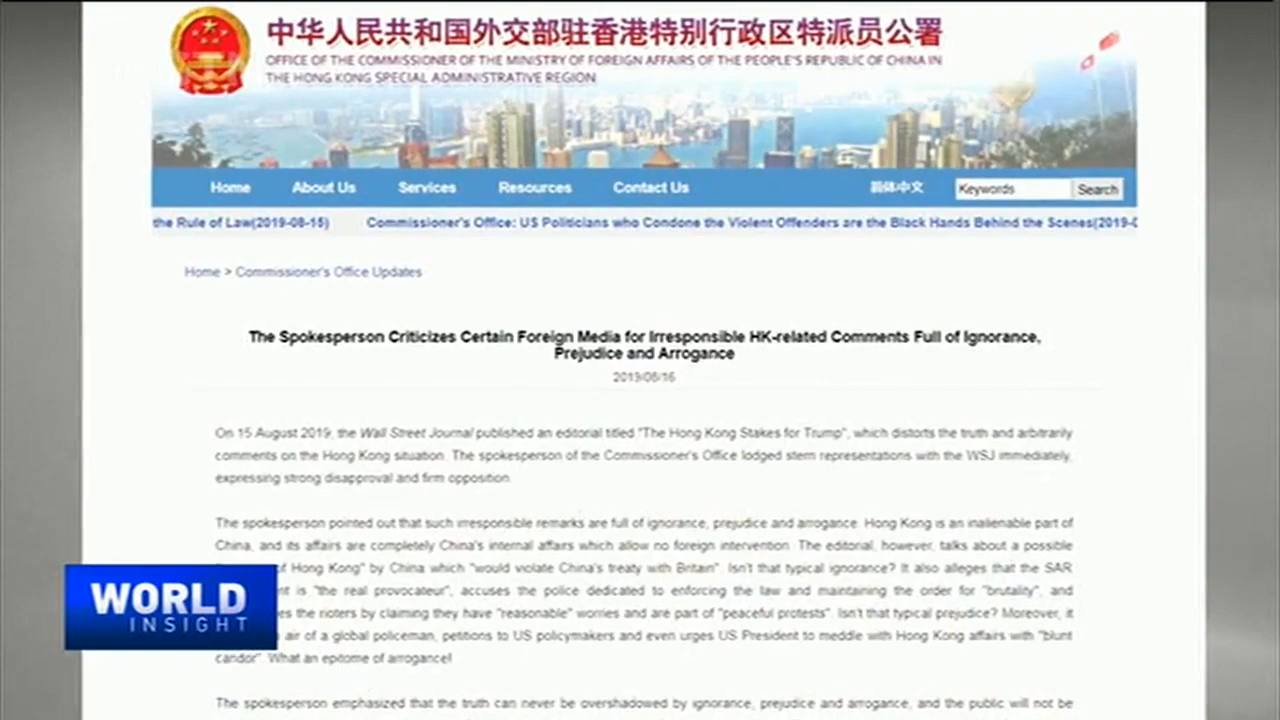 中华人民共和国外交部驻香港特别行政区特派员公署
OFFICE OF THE COMMISSIONER OF THE MINISTRY OF FOREIGN AFFAIRS OF THE PEOPLE'S REPUBLIC OF CHINA IN
THE HONG KONG SPECIAL ADMINISTRATIVE REGION
Home About Us Services Resources Contact Us 简体中文 Keywords Search
the Rule of Law(2019-08-15) Commissioner's Office: US Politicians who Condone the Violent Offenders are the Black Hands Behind the Scenes(2019-0
Home > Commissioner's Office Updates
The Spokesperson Criticizes Certain Foreign Media for Irresponsible HK-related Comments Full of Ignorance,
Prejudice and Arrogance
2019/08/16
On 15 August 2019, the Wall Street Journal published an editorial titled "The Hong Kong Stakes for Trump", which distorts the truth and arbitrarily
comments on the Hong Kong situation. The spokesperson of the Commissioner's Office lodged stern representations with the WSJ immediately,
expressing strong disapproval and firm opposition.
The spokesperson pointed out that such irresponsible remarks are full of ignorance, prejudice and arrogance. Hong Kong is an inalienable part of
China, and its affairs are completely China's internal affairs which allow no foreign intervention. The editorial, however, talks about a possible
of Hong Kong" by China which "would violate China's treaty with Britain". Isn't that typical ignorance? It also alleges that the SAR
nt is "the real provocateur", accuses the police dedicated to enforcing the law and maintaining the order for "brutality", and
es the rioters by claiming they have "reasonable" worries and are part of "peaceful protests". Isn't that typical prejudice? Moreover, it
air of a global policeman, petitions to US policymakers and even urges US President to meddle with Hong Kong affairs with "blunt
candor". What an epitome of arrogance!
The spokesperson emphasized that the truth can never be overshadowed by ignorance, prejudice and arrogance, and the public will not be
WORLD
INSIGHT